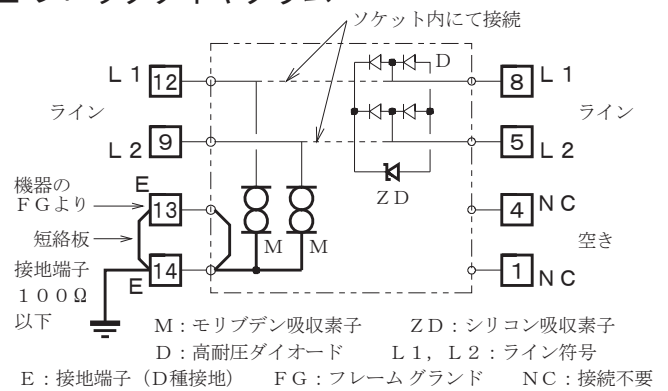 ソケット内にて接続
L1 12
D
8 L1
ライン
ライン
L2 9
5 L2
ZD
機器の
FGより
E
13
4 NC
短絡板
M
M
空き
接地端子
100Ω
以下
14
E
1 NC
M：モリブデン吸収素子 ZD：シリコン吸収素子
D：高耐圧ダイオード L1，L2：ライン符号
E：接地端子（D種接地） FG：フレームグランド NC：接続不要